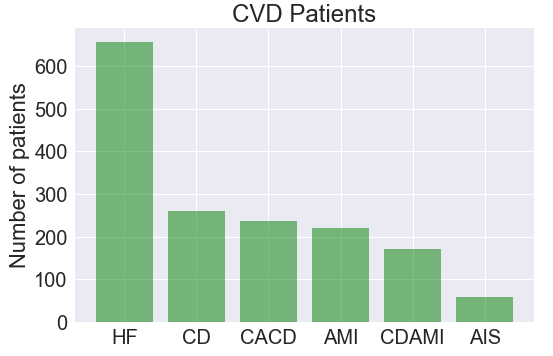 CVD Patients
Number of patients
600
500
400
300
200
100
0
HF CD CACD AMI CDAMI AIS